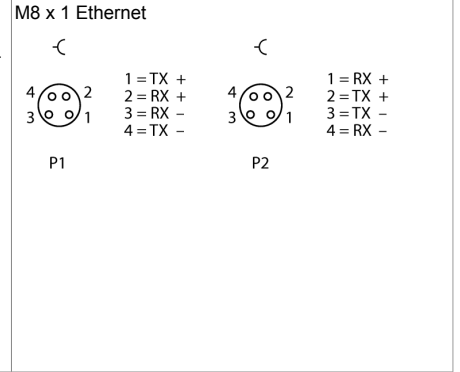 M8 x 1 Ethernet
4 2
3 1
1 = TX +
2 = RX +
3 = RX –
4 = TX –
P1
4 2
3 1
1 = RX +
2 = TX +
3 = TX –
4 = RX –
P2